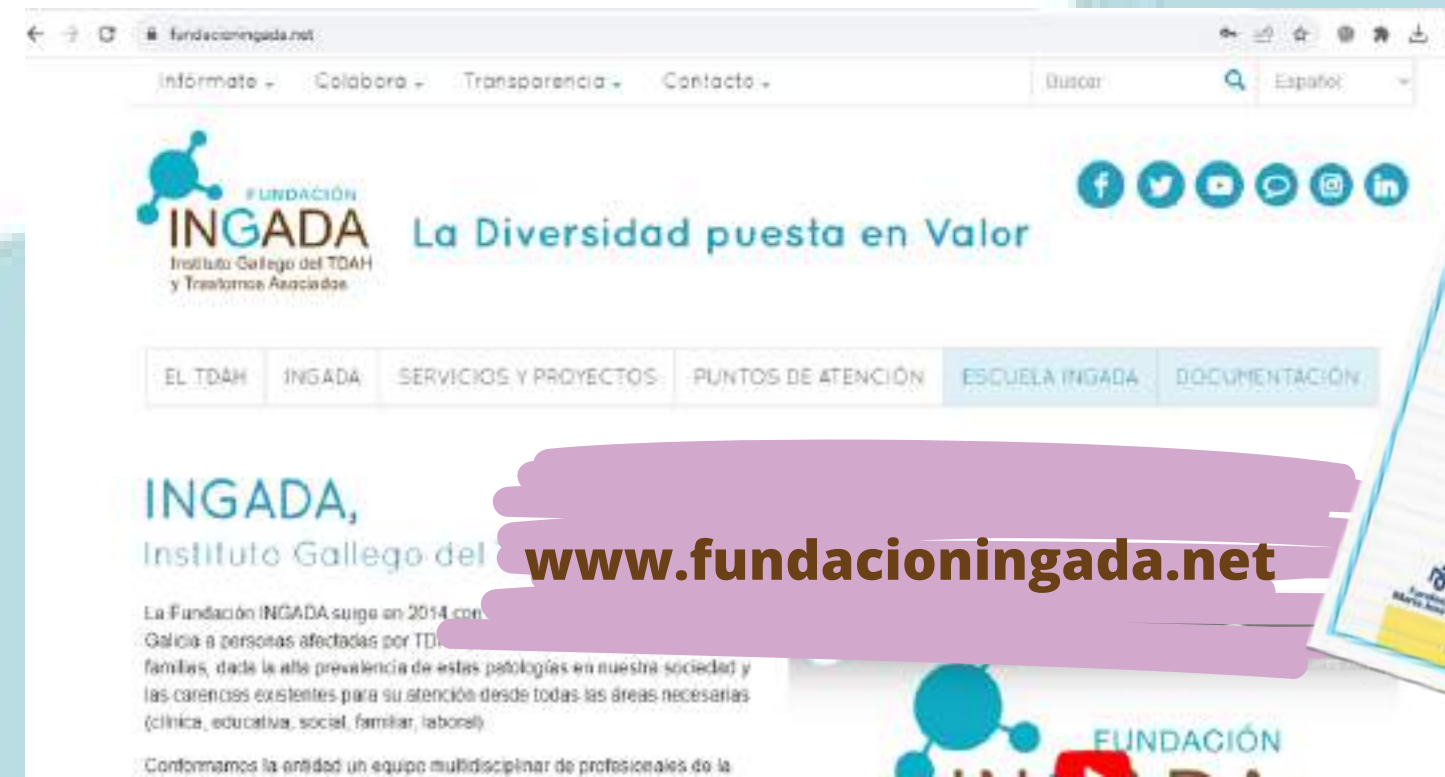 fundacioningada.net
Infórmate Colabora Transparencia Contacto
Buscar Español
FUNDACIÓN
INGADA
Instituto Gallego del TDAH
y Trastornos Asociados
La Diversidad puesta en Valor
EL TDAH INGADA SERVICIOS Y PROYECTOS PUNTOS DE ATENCIÓN ESCUELA INGADA DOCUMENTACIÓN
INGADA,
Instituto Gallego del
www.fundacioningada.net
La Fundación INGADA surge en 2014 con
Galicia a personas afectadas por
familias, dada la alta prevalencia de estas patologías en nuestra sociedad y
las carencias existentes para su atención desde todas las áreas necesarias
(clínica, educativa, social, familiar, laboral)
Conformamos la entidad un equipo multidisciplinar de profesionales de la
FUNDACIÓN